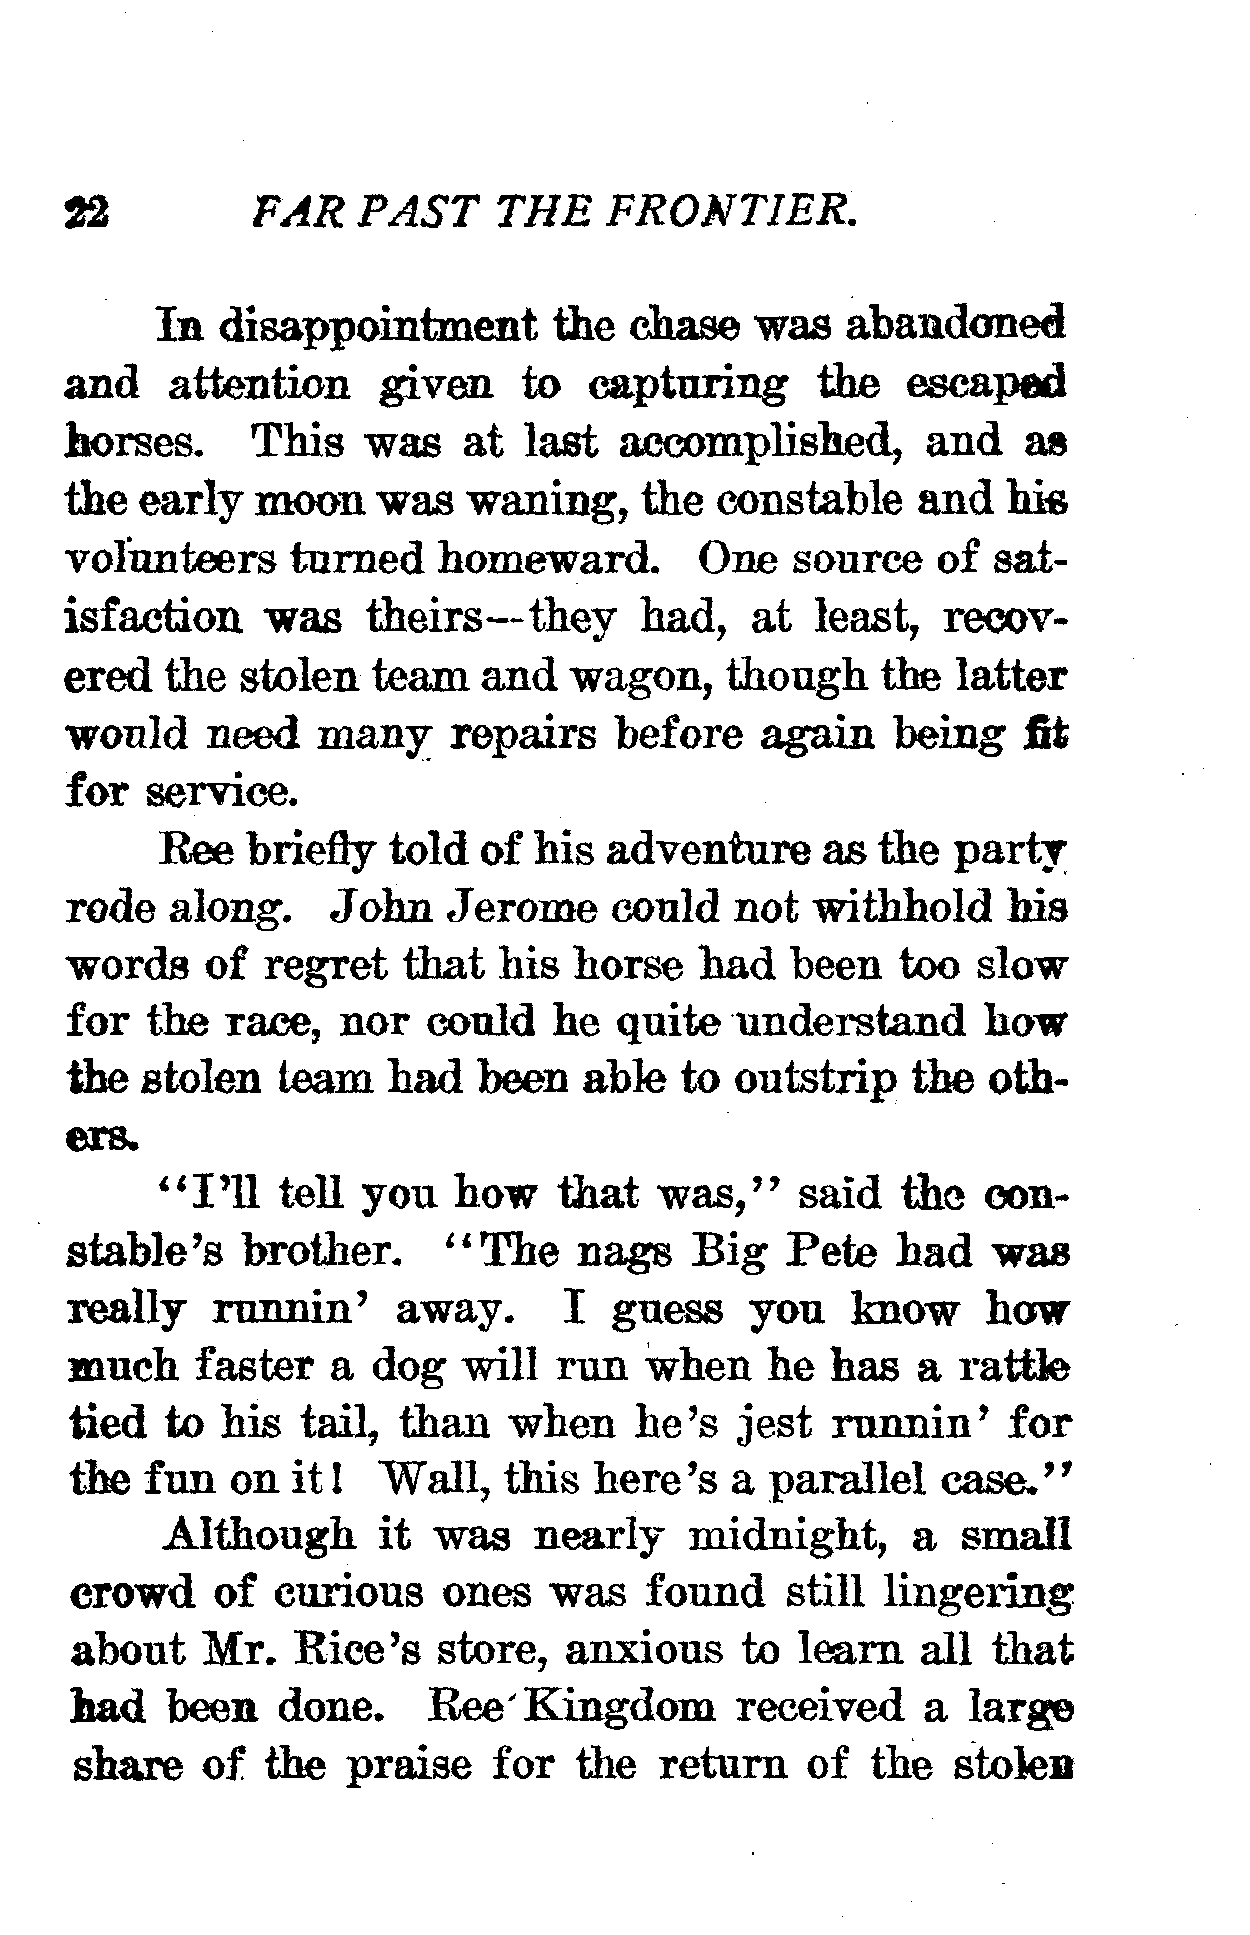 22 FAR PAST THE FRONTIER.
In disappointment the chase was abandoned
and attention given to capturing the escaped
horses. This was at last accomplished, and as
the early moon was waning, the constable and his
volunteers turned homeward. One source of sat-
isfaction was theirs--they had, at least, recov-
ered the stolen team and wagon, though the latter
would need many repairs before again being fit
for service.
Ree briefly told of his adventure as the party
rode along. John Jerome could not withhold his
words of regret that his horse had been too slow
for the race, nor could he quite understand how
the stolen team had been able to outstrip the oth-
ers.
"I'll tell you how that was," said the con-
stable's brother. "The nags Big Pete had was
really runnin' away. I guess you know how
much faster a dog will run when he has a rattle
tied to his tail, than when he's jest runnin' for
the fun on it! Wall, this here's a parallel case."
Although it was nearly midnight, a small
crowd of curious ones was found still lingering
about Mr. Rice's store, anxious to learn all that
had been done. Ree Kingdom received a large
share of the praise for the return of the stolen